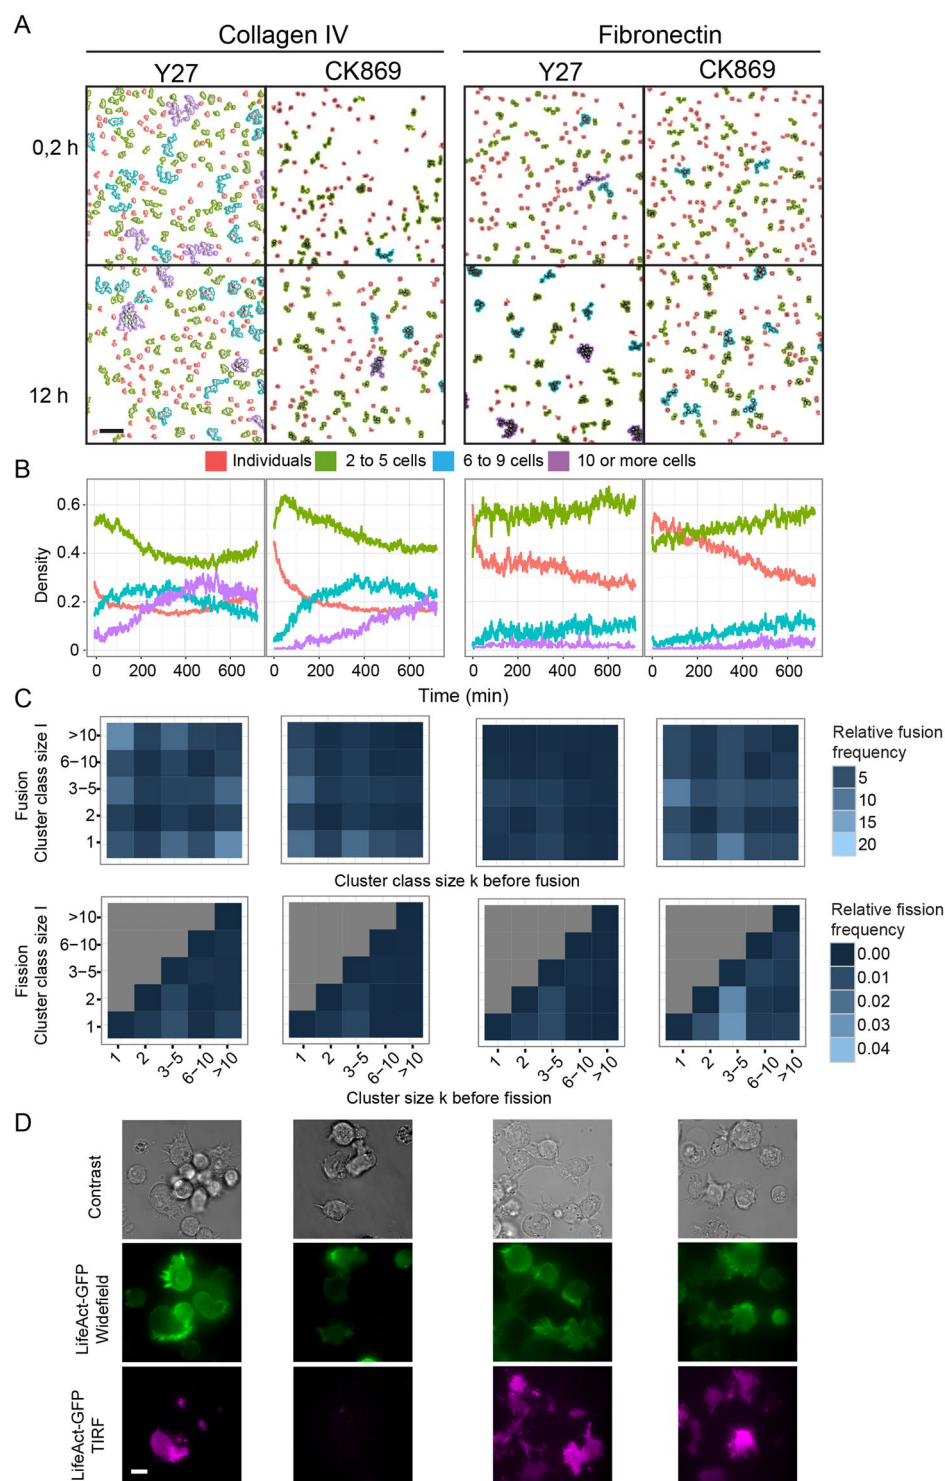 A
Collagen IV
Fibronectin
Y27
CK869
Y27
CK869
0,2 h
12 h
Individuals
2 to 5 cells
6 to 9 cells
10 or more cells
B
Density
0.6
0.4
0.2
0
0 200 400 600
0 200 400 600
0 200 400 600
0 200 400 600
Time (min)
C
Fusion
Cluster class size l
>10
6–10
3–5
2
1
Relative fusion
frequency
5
10
15
20
Cluster class size k before fusion
Fission
Cluster class size l
>10
6–10
3–5
2
1
Relative fission
frequency
0.00
0.01
0.02
0.03
0.04
1 2 3–5 6–10 >10
1 2 3–5 6–10 >10
1 2 3–5 6–10 >10
1 2 3–5 6–10 >10
Cluster size k before fission
D
Contrast
LifeAct-GFP
Widefield
LifeAct-GFP
TIRF